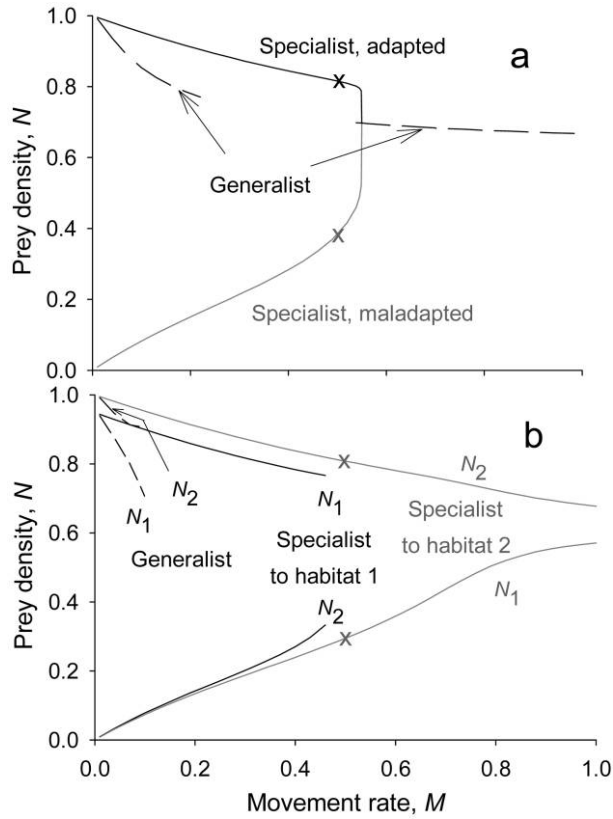 1.0
a
Specialist, adapted
x
0.8
0.6
Generalist
0.4
x
Specialist, maladapted
0.2
0.0
Prey density, N
1.0
b
N2
x
0.8
N2
N1
N1
Specialist
Generalist
Specialist
to habitat 2
0.6
to habitat 1
N1
N2
0.4
x
0.2
0.0
Prey density, N
0.0 0.2 0.4 0.6 0.8 1.0
Movement rate, M